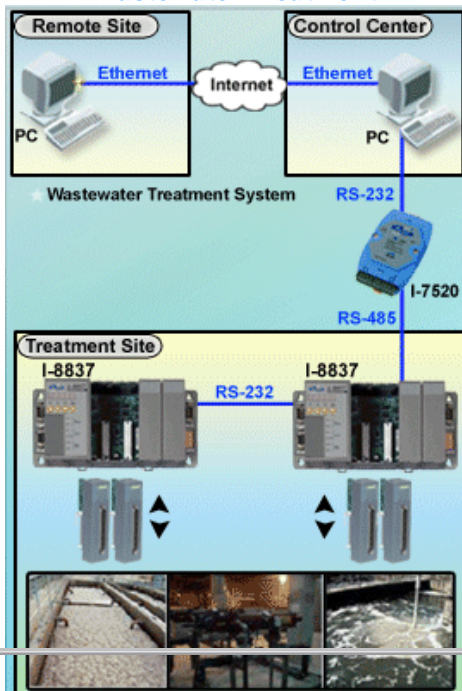 Remote Site
Control Center
Ethernet
Internet
Ethernet
PC
PC
Wastewater Treatment System
RS-232
I-7520
RS-485
Treatment Site
I-8837
I-8837
RS-232